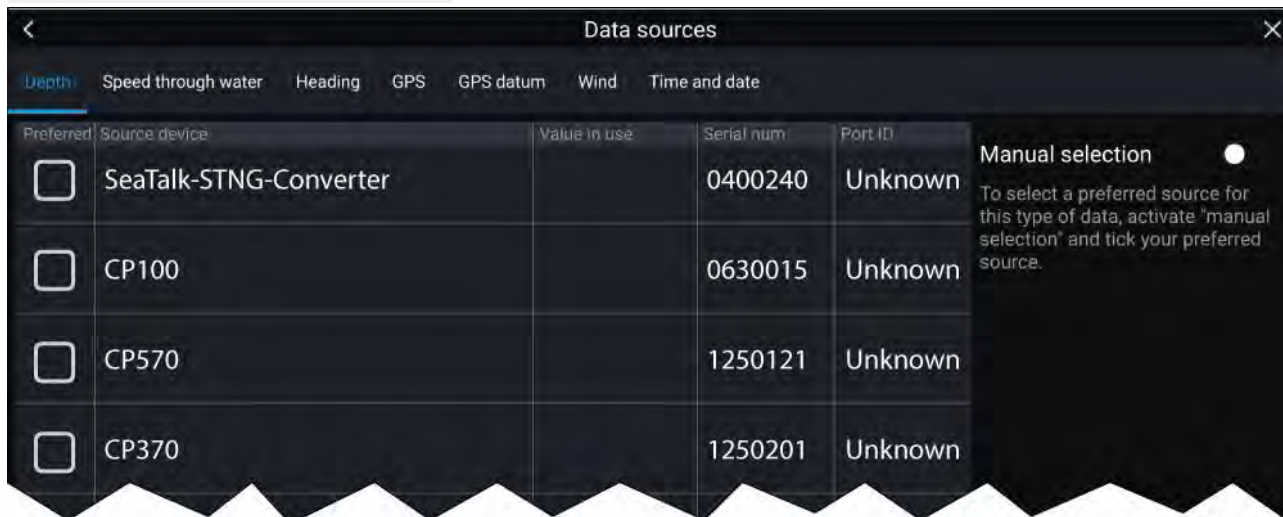 Data sources
Depth Speed through water Heading GPS GPS datum Wind Time and date
Preferred Source device Value in use Serial num Port ID
SeaTalk-STNG-Converter 0400240 Unknown
CP100 0630015 Unknown
CP570 1250121 Unknown
CP370 1250201 Unknown
Manual selection
To select a preferred source for
this type of data, activate "manual
selection" and tick your preferred
source.